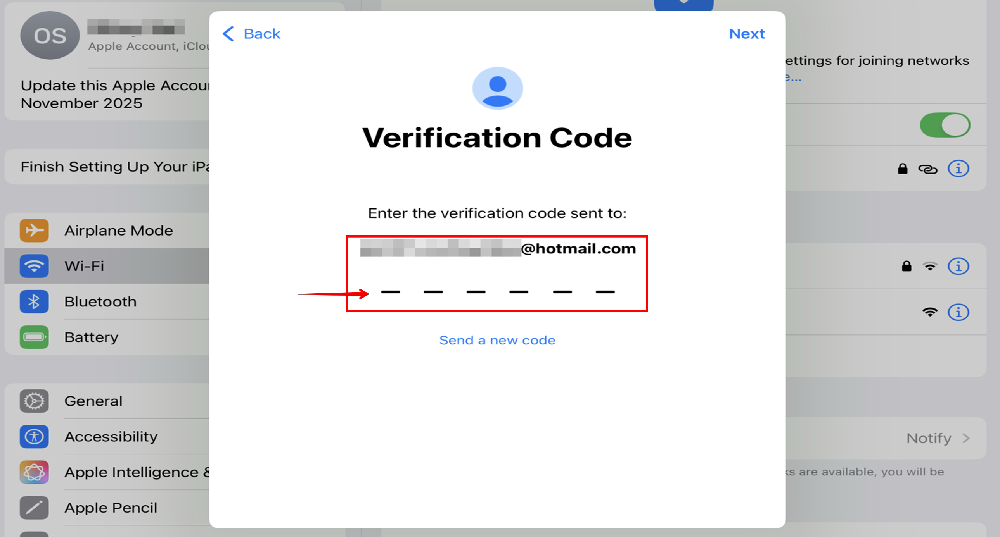 OS
Apple Account, iClou
Update this Apple Accou
November 2025
Finish Setting Up Your iPa
Airplane Mode
Wi-Fi
Bluetooth
Battery
General
Accessibility
Apple Intelligence &
Apple Pencil
Back
Next
Verification Code
Enter the verification code sent to:
@hotmail.com
Send a new code
ettings for joining networks
e...
Notify
ks are available, you will be